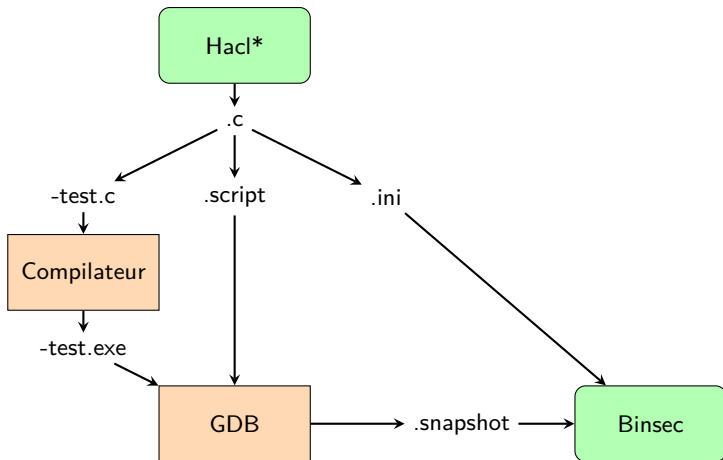 Hacl*
.c
-test.c
.script
.ini
Compilateur
-test.exe
GDB
.snapshot
Binsec